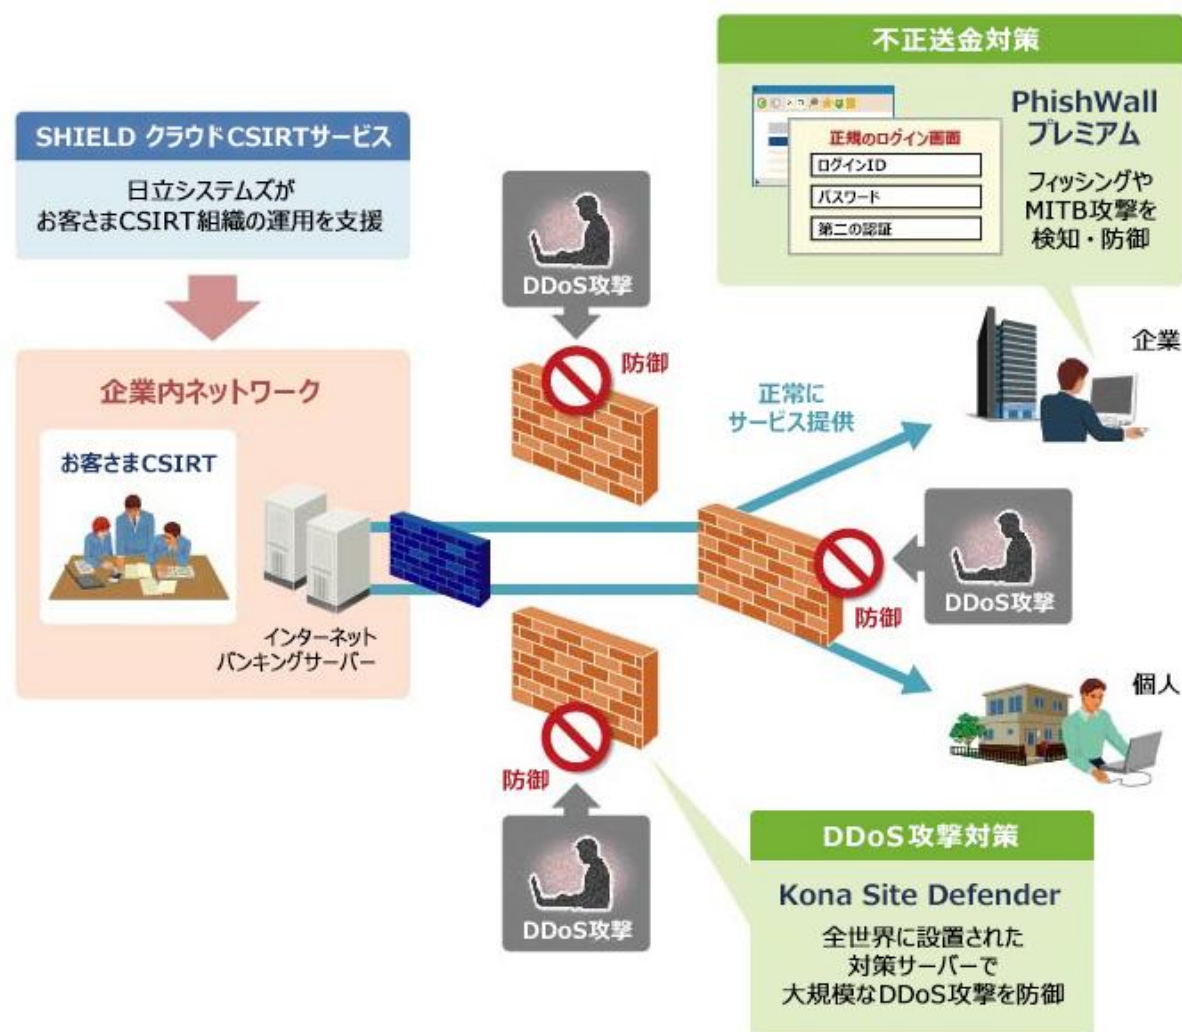 不正送金対策
PhishWall
プレミアム
正規のログイン画面
ログインID
パスワード
第二の認証
フィッシングや
MITB攻撃を
検知・防御
SHIELD クラウドCSIRTサービス
日立システムズが
お客さまCSIRT組織の運用を支援
DDoS攻撃
防御
企業
企業内ネットワーク
正常に
サービス提供
お客さまCSIRT
インターネット
バンキングサーバー
DDoS攻撃
防御
個人
防御
DDoS攻撃
DDoS攻撃対策
Kona Site Defender
全世界に設置された
対策サーバーで
大規模なDDoS攻撃を防御